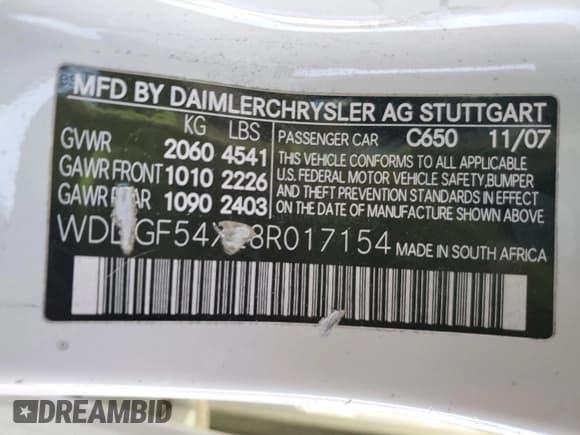 MFD BY DAIMLERCHRYSLER AG STUTTGART
KG LBS PASSENGER CAR C650 11/07
GVWR 2060 4541 THIS VEHICLE CONFORMS TO ALL APPLICABLE
GAWR FRONT 1010 2226 U.S. FEDERAL MOTOR VEHICLE SAFETY, BUMPER
AND THEFT PREVENTION STANDARDS IN EFFECT
GAWR REAR 1090 2403 ON THE DATE OF MANUFACTURE SHOWN
ABOVE.
MADE IN SOUTH AFRICA
DREAMBID